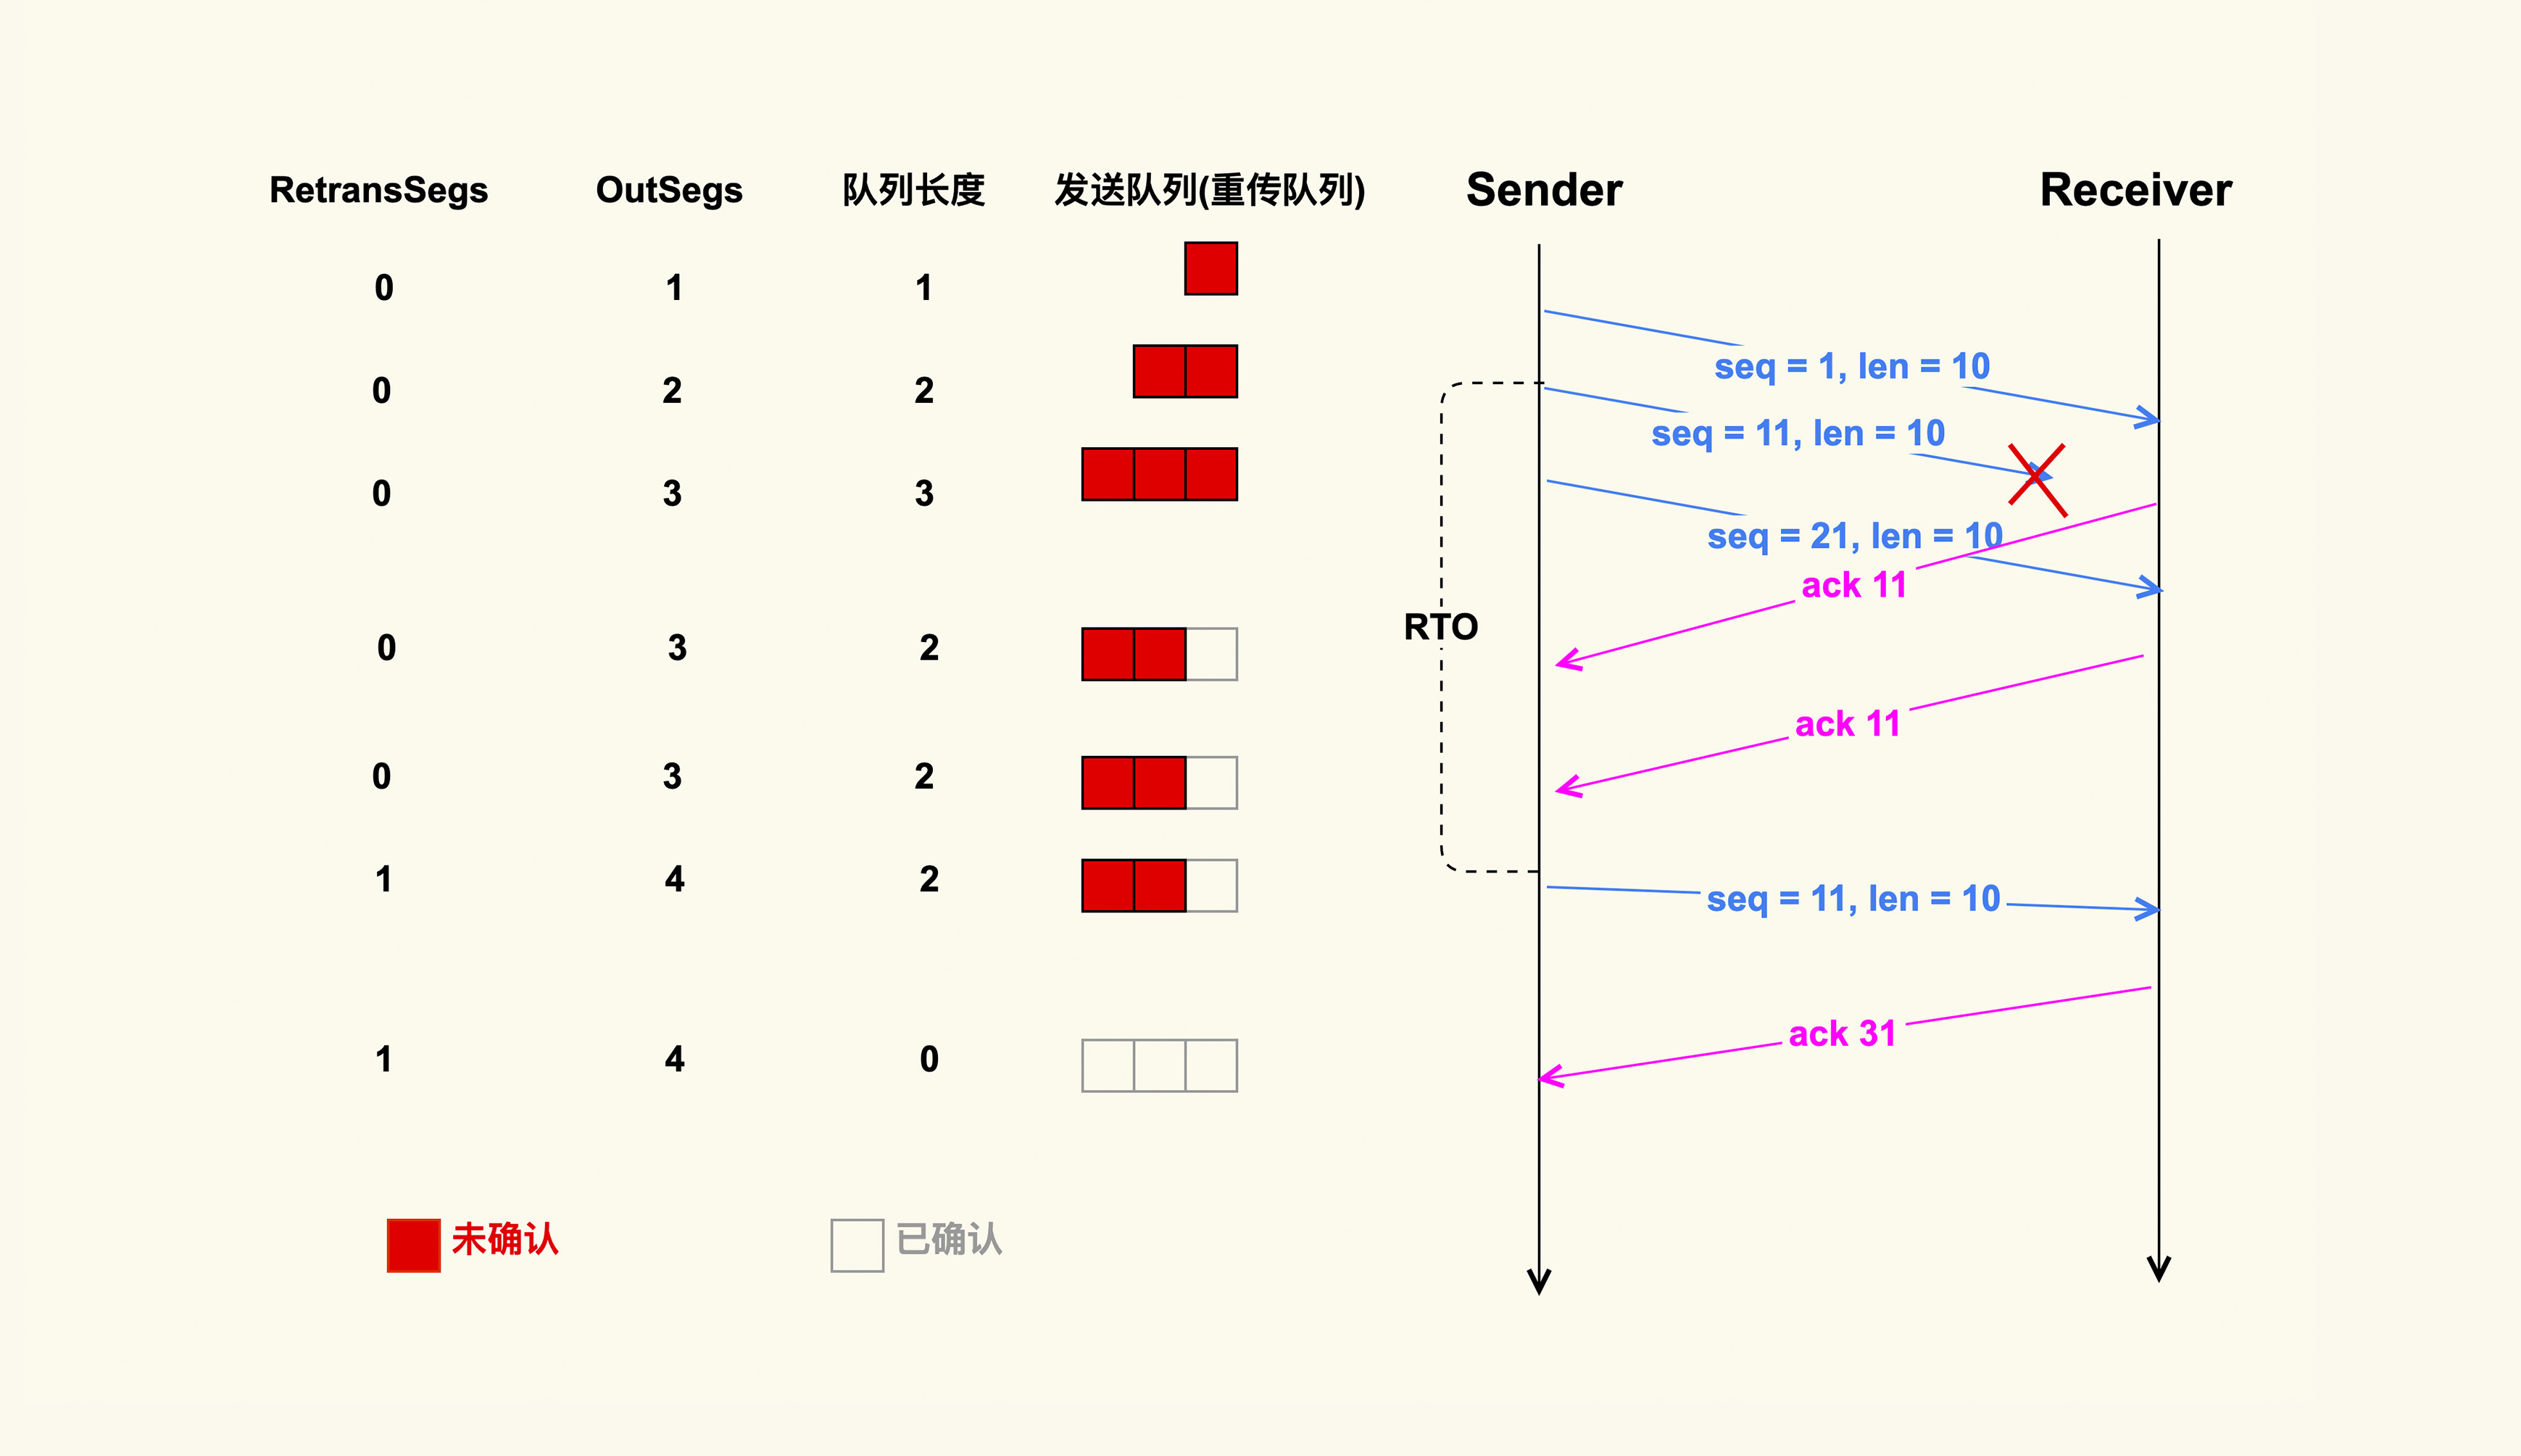 RetransSegs OutSegs 队列长度 发送队列(重传队列) Sender Receiver
0 1 1
seq = 1, len = 10
0 2 2
seq = 11, len = 10
0 3 3
seq = 21, len = 10
ack 11
RTO
0 3 2
ack 11
0 3 2
1 4 2
seq = 11, len = 10
ack 31
1 4 0
未确认 已确认